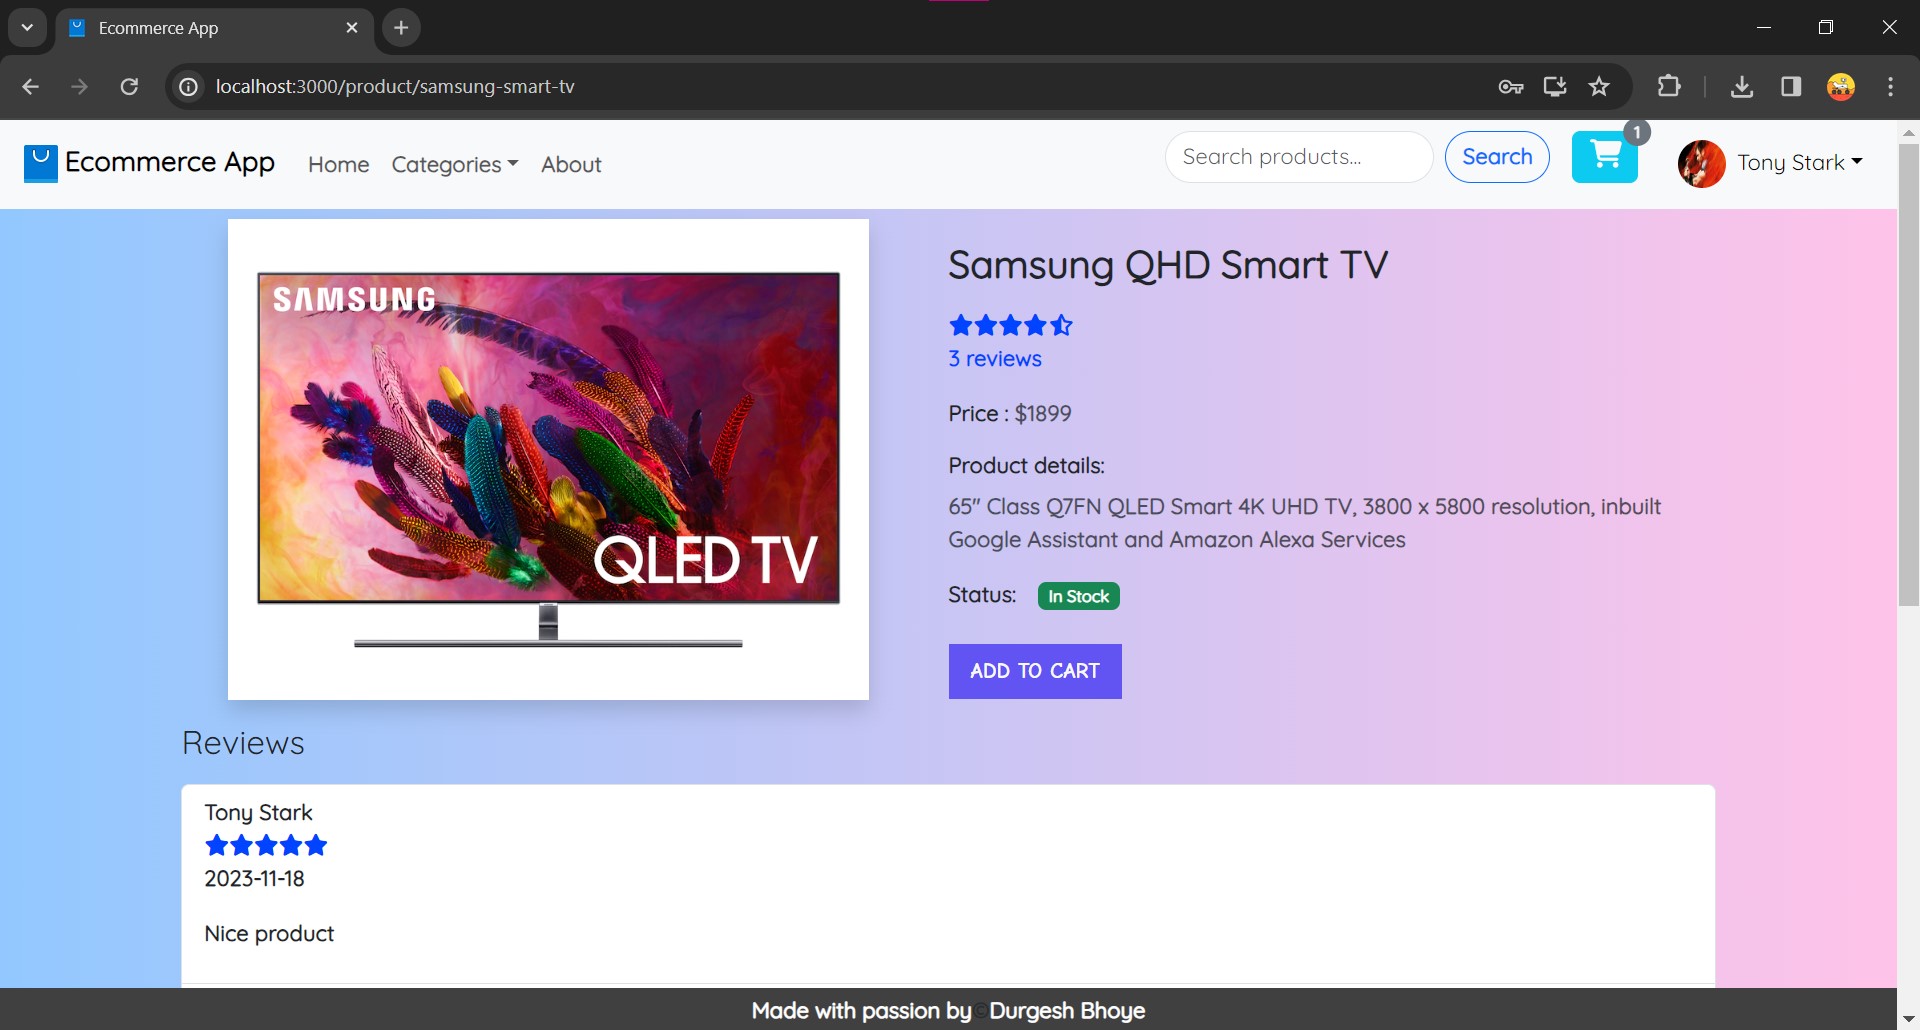 Ecommerce App
localhost:3000/product/samsung-smart-tv
Ecommerce App Home Categories About Search products... Search 1 Tony Stark
SAMSUNG
QLED TV
Samsung QHD Smart TV
3 reviews
Price : $1899
Product details:
65" Class Q7FN QLED Smart 4K UHD TV, 3800 x 5800 resolution, inbuilt
Google Assistant and Amazon Alexa Services
Status: In Stock
ADD TO CART
Reviews
Tony Stark
2023-11-18
Nice product
Made with passion by ©Durgesh Bhoye